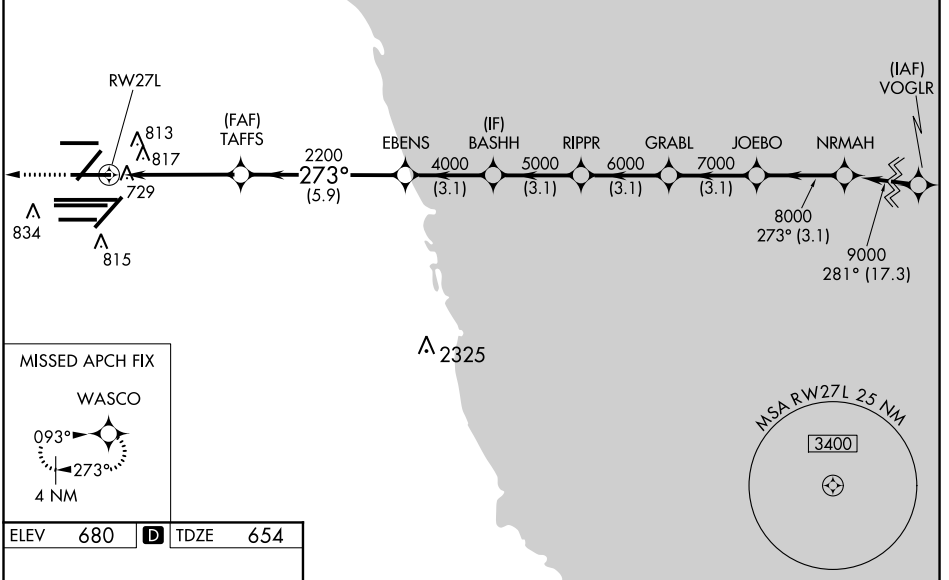 RW27L
(FAF)
TAFFS
EBENS
(IF)
BASHH
RIPPR
GRABL
JOEBO
NRMAH
(IAF)
VOGLR
813
817
729
834
815
2200
273°
(5.9)
4000
(3.1)
5000
(3.1)
6000
(3.1)
7000
(3.1)
8000
273° (3.1)
9000
281° (17.3)
2325
MISSED APCH FIX
WASCO
093°
273°
4 NM
MSA RW27L 25 NM
3400
ELEV 680 D TDZE 654